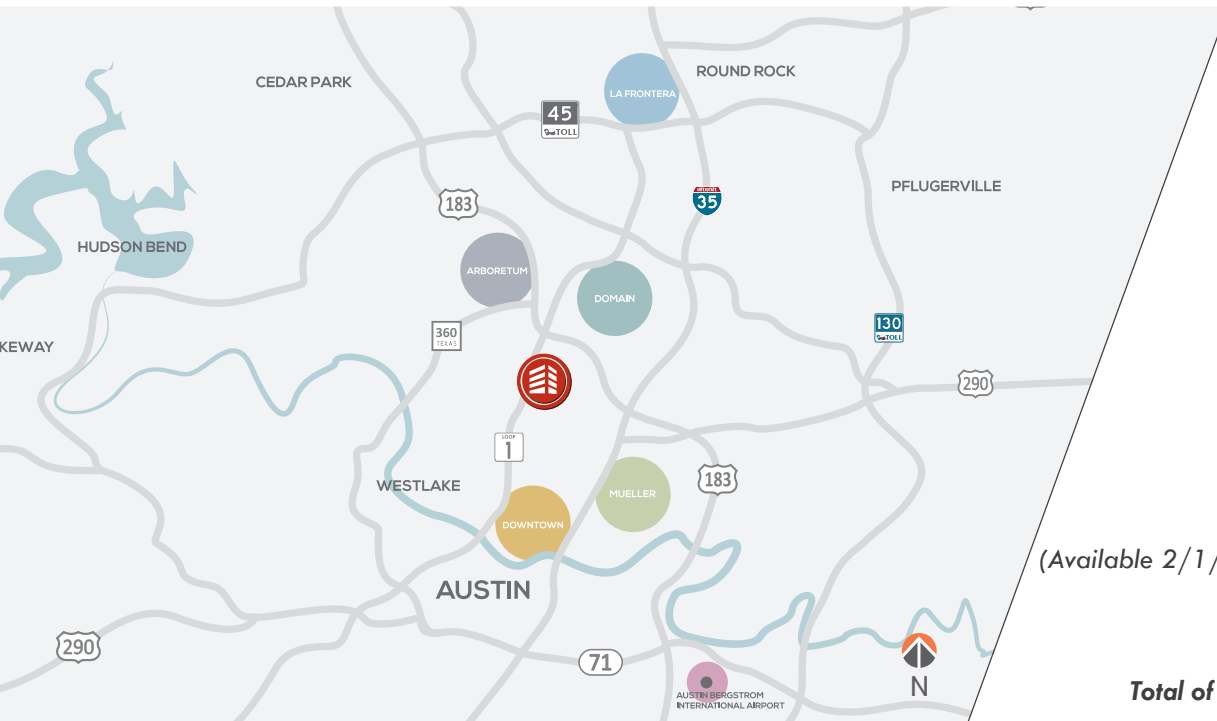 CEDAR PARK
ROUND ROCK
LA FRONTERA
45
TOLL
INTERSTATE
35
PFLUGERVILLE
183
HUDSON BEND
ARBORETUM
DOMAIN
130
TOLL
360
TEXAS
KEWAY
290
LOOP
1
WESTLAKE
183
MUELLER
DOWNTOWN
(Available 2/1/
AUSTIN
290
71
N
AUSTIN BERGSTROM
INTERNATIONAL AIRPORT
Total of